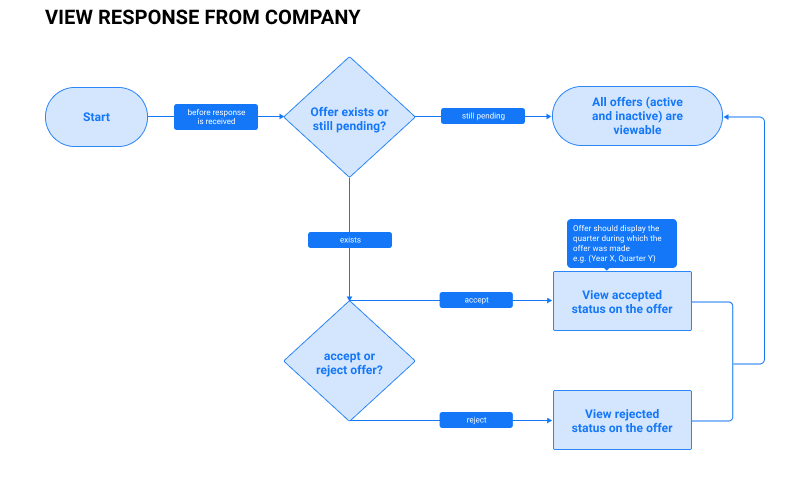 VIEW RESPONSE FROM COMPANY
Start
before response
is received
Offer exists or
still pending?
still pending
All offers (active
and inactive) are
viewable
exists
Offer should display the
quarter during which the
offer was made
e.g. (Year X, Quarter Y)
accept
View accepted
status on the offer
accept or
reject offer?
reject
View rejected
status on the offer